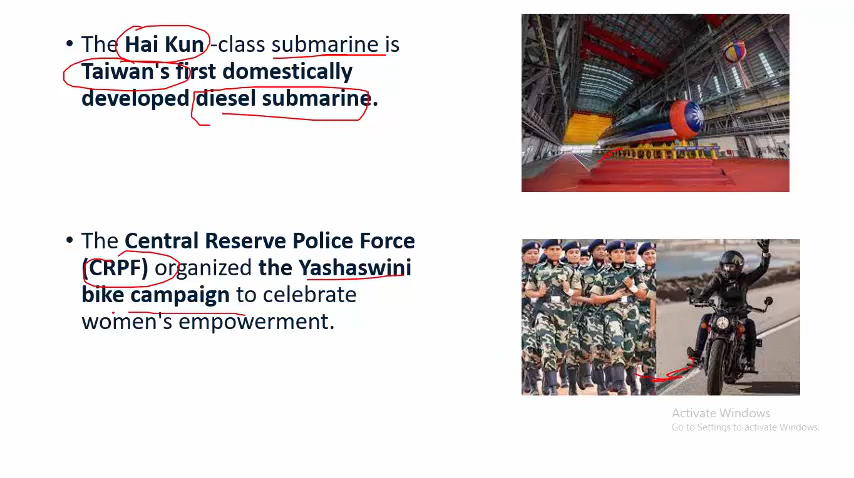 • The Hai Kun -class submarine is
Taiwan's first domestically
developed diesel submarine.
• The Central Reserve Police Force
(CRPF) organized the Yashaswini
bike campaign to celebrate
women's empowerment.
Activate Windows
Go to Settings to activate Windows.